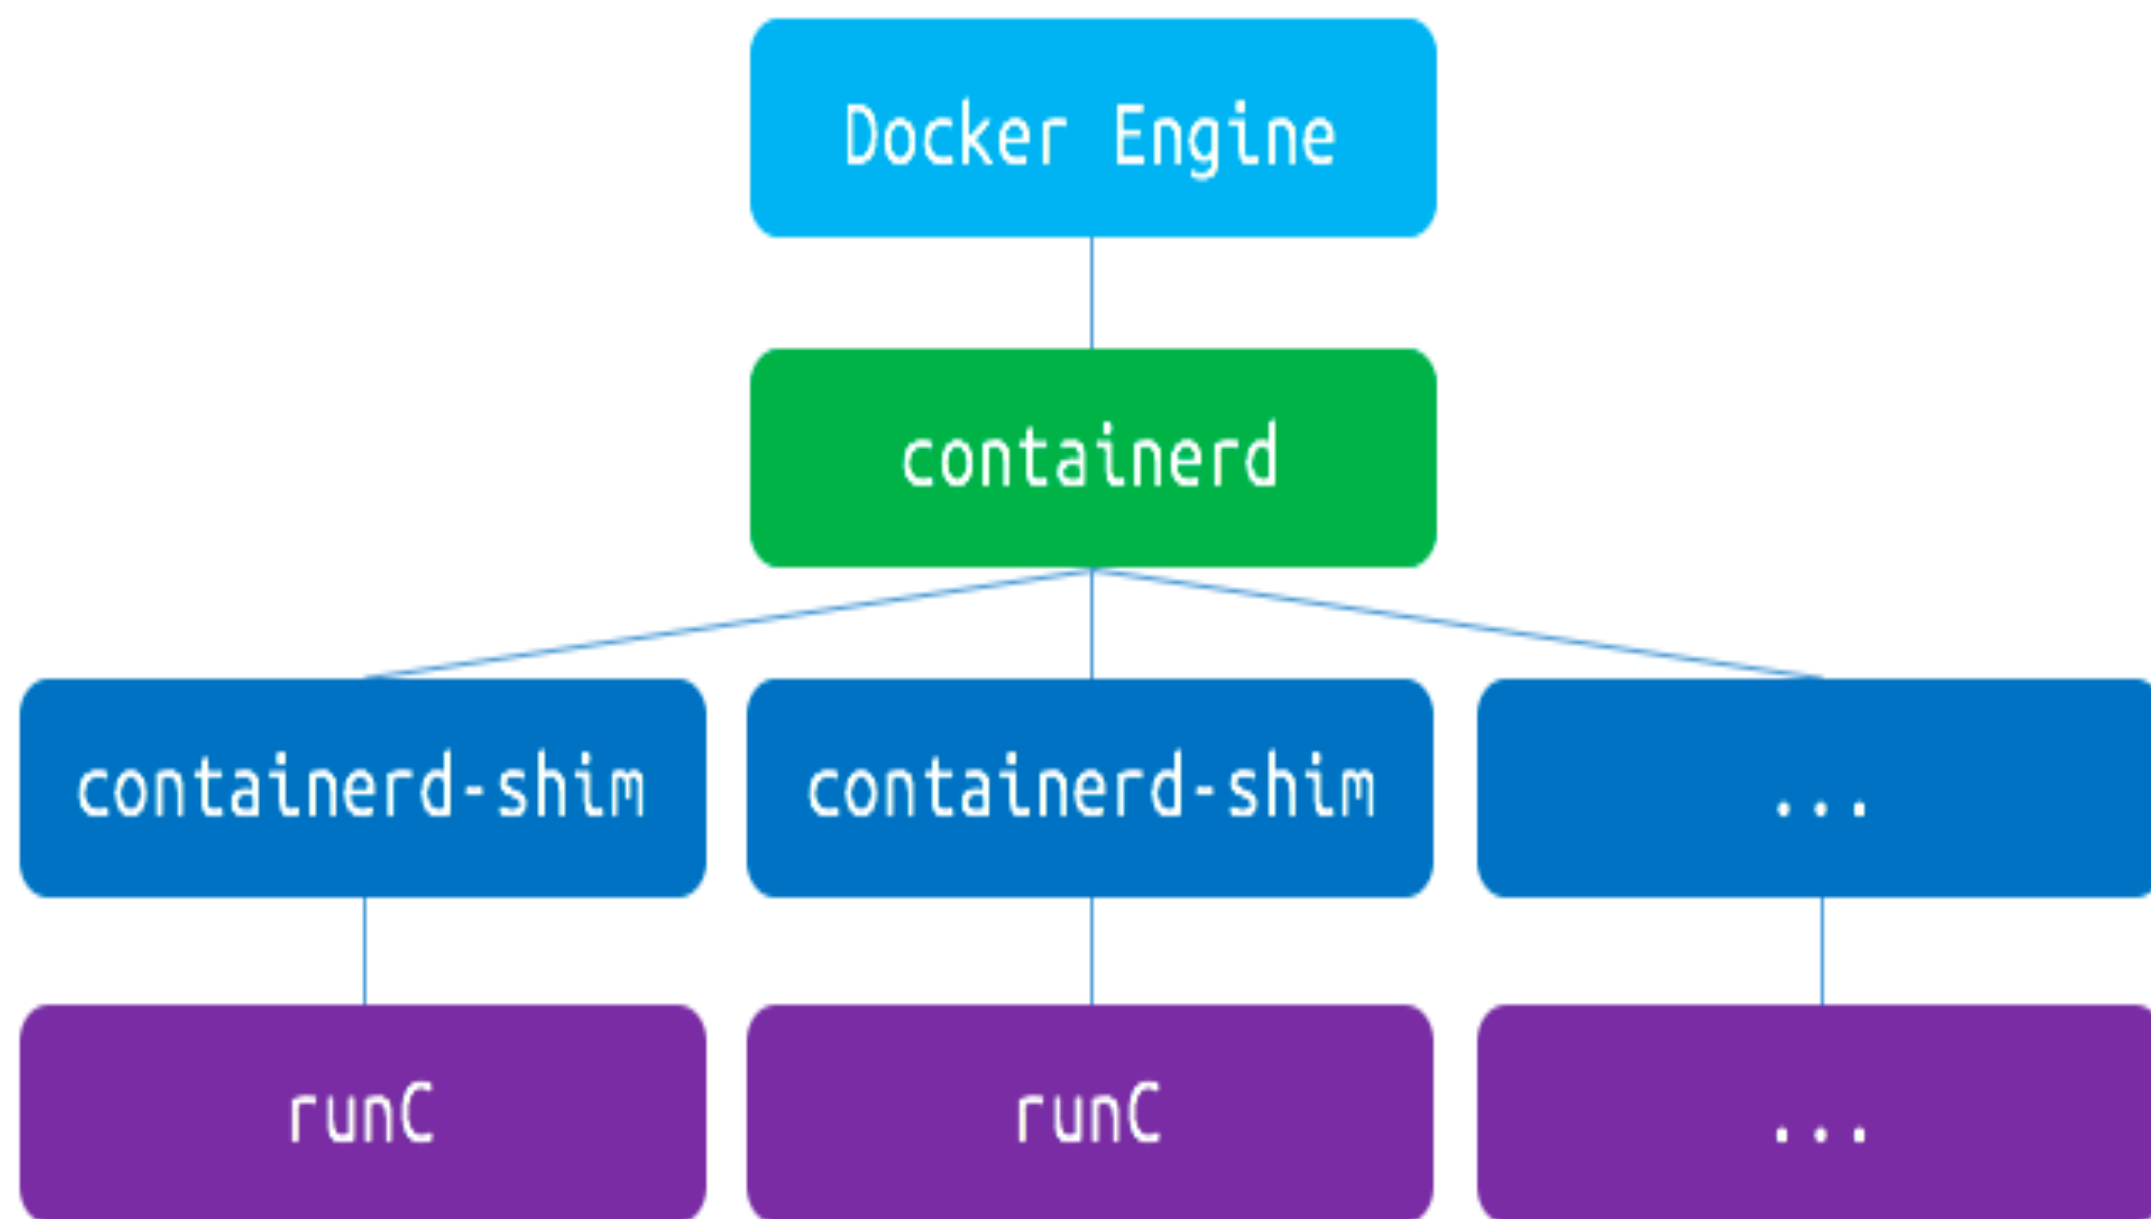 Docker Engine
containerd
containerd-shim
containerd-shim
...
runC
runC
...